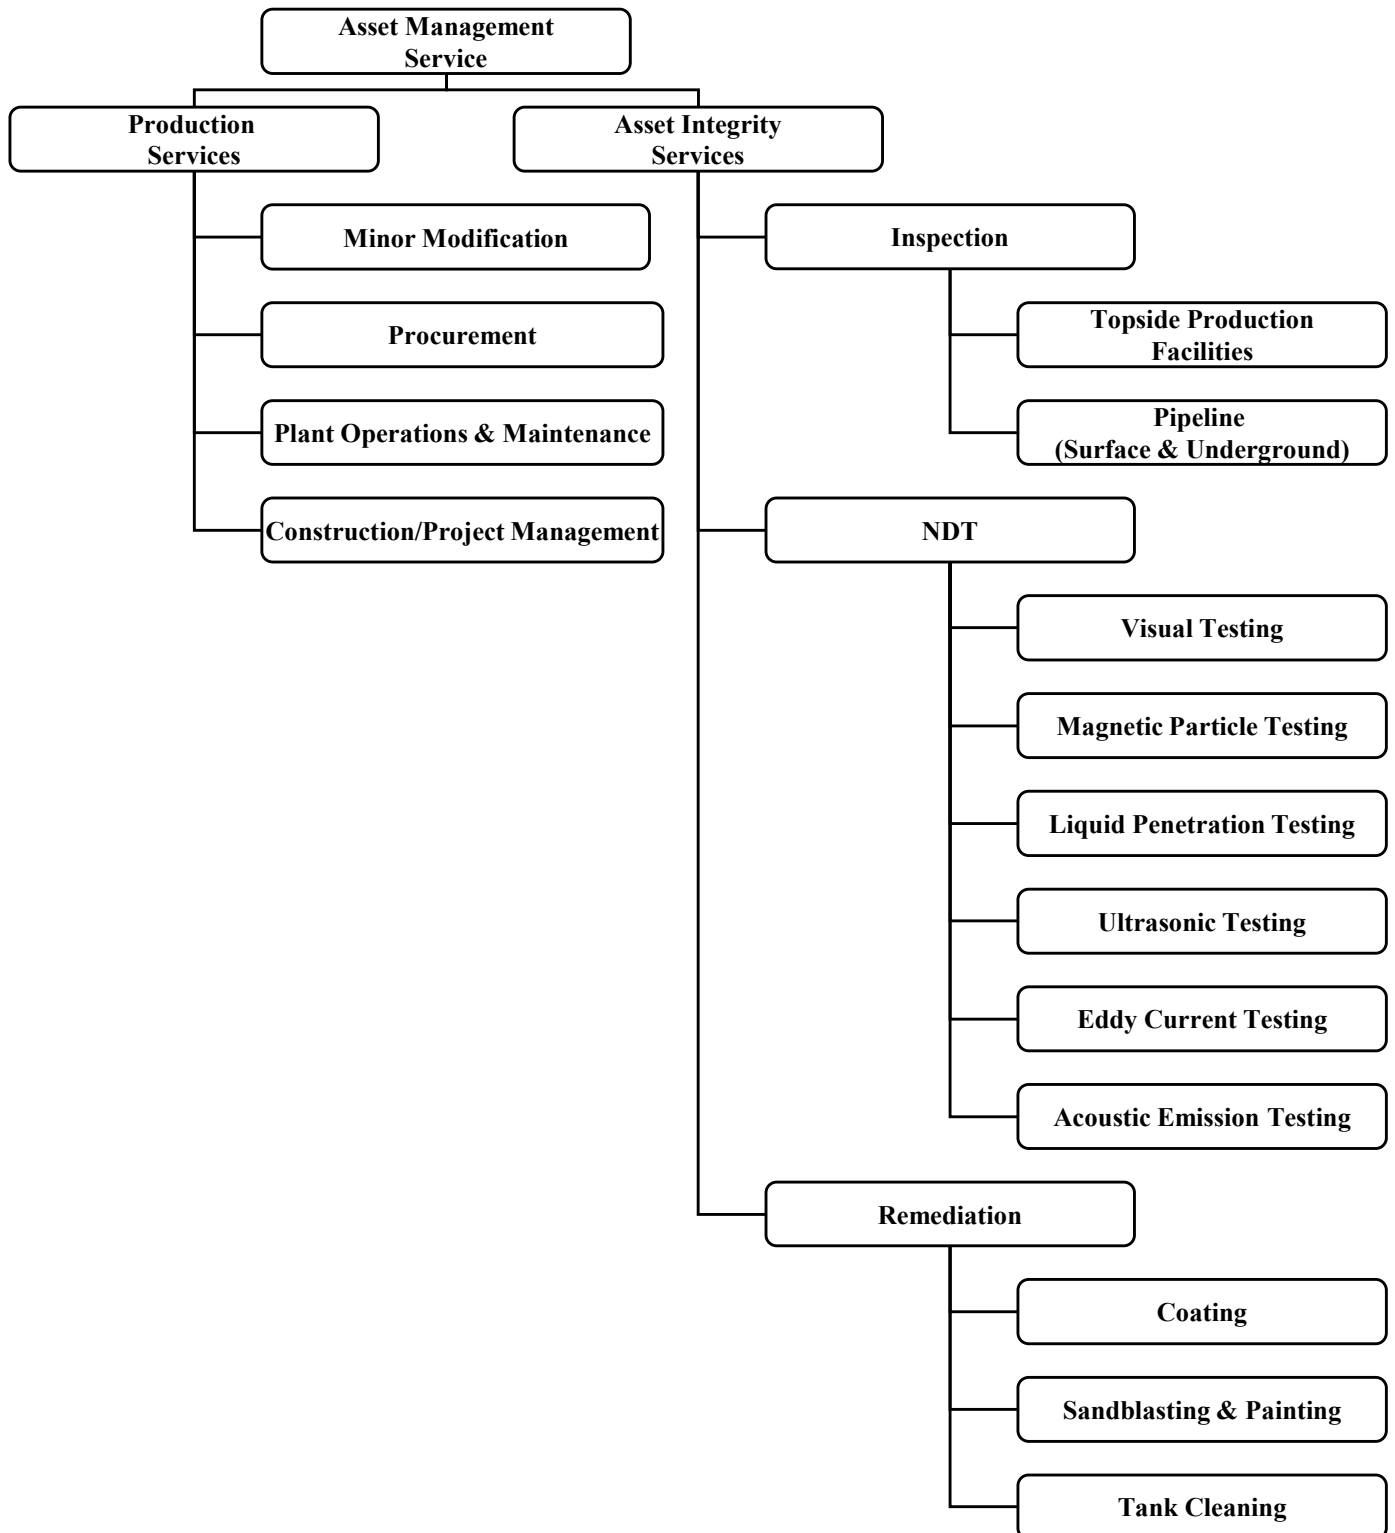 Asset Management
Service
Production
Services
Asset Integrity
Services
Minor Modification
Procurement
Plant Operations & Maintenance
Construction/Project Management
Inspection
Topside Production
Facilities
Pipeline
(Surface & Underground)
NDT
Visual Testing
Magnetic Particle Testing
Liquid Penetration Testing
Ultrasonic Testing
Eddy Current Testing
Acoustic Emission Testing
Remediation
Coating
Sandblasting & Painting
Tank Cleaning